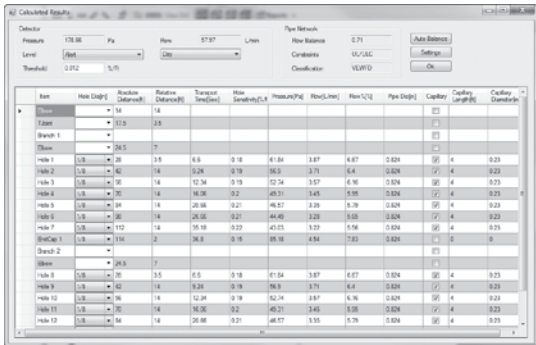 Calculated Results
Detector Pipe Network
Pressure 178.66 Pa Flow 57.97 L/min Flow Balance 0.71 Auto Balance
Level Alert Day Constraints UL/ULC Settings
Threshold 0.012 %/ft Classification VEWFD Ok
Item Hole Dia[in] Absolute Distance[ft] Relative Distance[ft] Transport Time[Sec] Hole Pressure[Pa] Flow[L/min] Flow%[%] Pipe Dia[in] Capillary Capillary Length[ft] Capillary
Elbow 14 14
T-Joint 17.5 3.5
Branch 1
Elbow 24.5 7
Hole 1 1/8 28 3.5 6.6 0.18 61.84 3.87 6.67 0.824 4 0.23
Hole 2 1/8 42 14 9.24 0.19 56.8 3.71 6.4 0.824 4 0.23
Hole 3 1/8 56 14 12.34 0.19 52.74 3.57 6.16 0.824 4 0.23
Hole 4 1/8 70 14 16.06 0.2 49.31 3.45 5.95 0.824 4 0.23
Hole 5 1/8 84 14 20.66 0.21 46.57 3.35 5.79 0.824 4 0.23
Hole 6 1/8 98 14 26.66 0.21 3.28 5.65 0.824 4 0.23
Hole 7 1/8 112 14 35.18 0.22 43.03 3.22 5.56 0.824 4 0.23
EndCap 1 1/8 114 2 36.8 0.19 85.18 4.54 7.83 0.824 0 0
Branch 2
Elbow 24.5 7
Hole 8 1/8 28 3.5 6.6 0.18 61.84 3.87 6.67 0.824 4 0.23
Hole 9 1/8 42 14 9.24 0.19 56.8 3.71 6.4 0.824 4 0.23
Hole 10 1/8 56 14 12.34 0.19 52.74 3.57 6.16 0.824 4 0.23
Hole 11 1/8 70 14 16.06 0.2 49.31 3.45 5.95 0.824 4 0.23
Hole 12 1/8 84 14 20.66 0.21 46.57 3.35 5.79 0.824 4 0.23